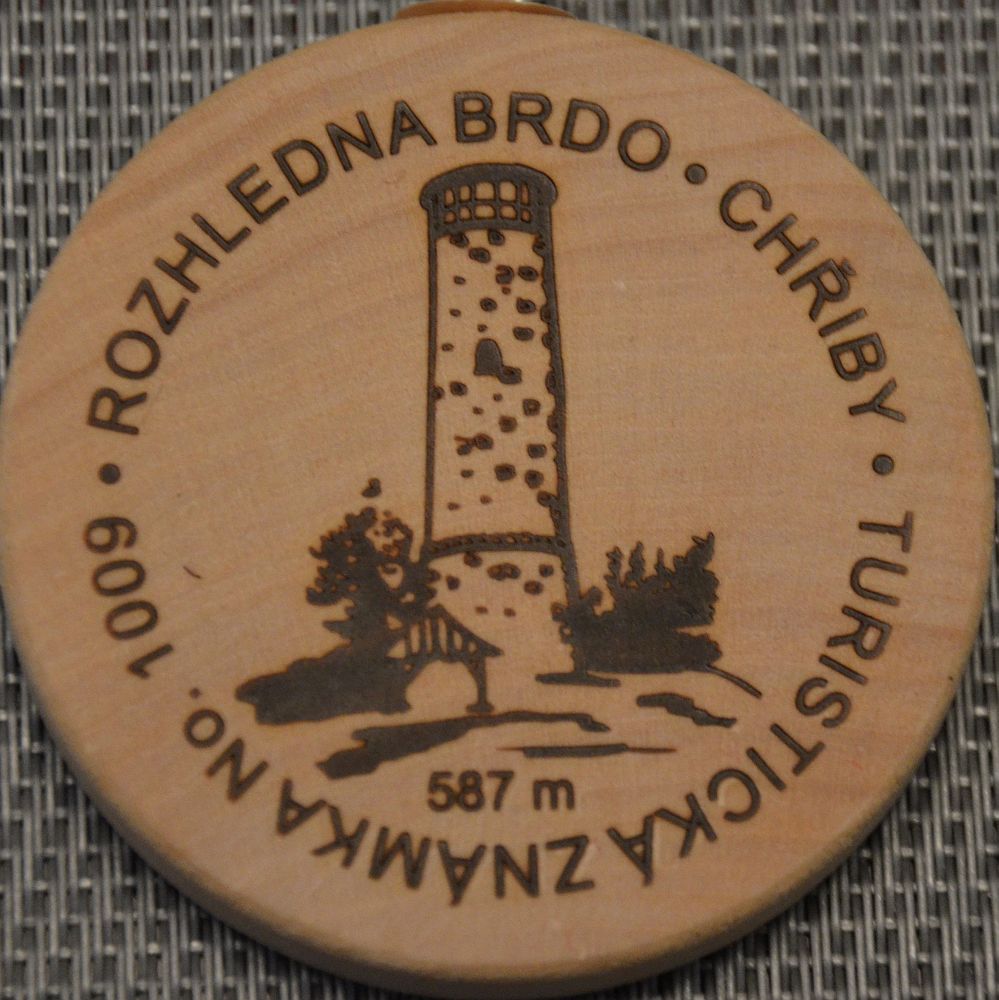 ROZHLEDNA BRDO • CHŘIBY • TURISTICKÁ ZNÁMKA No. 1009 •
587 m